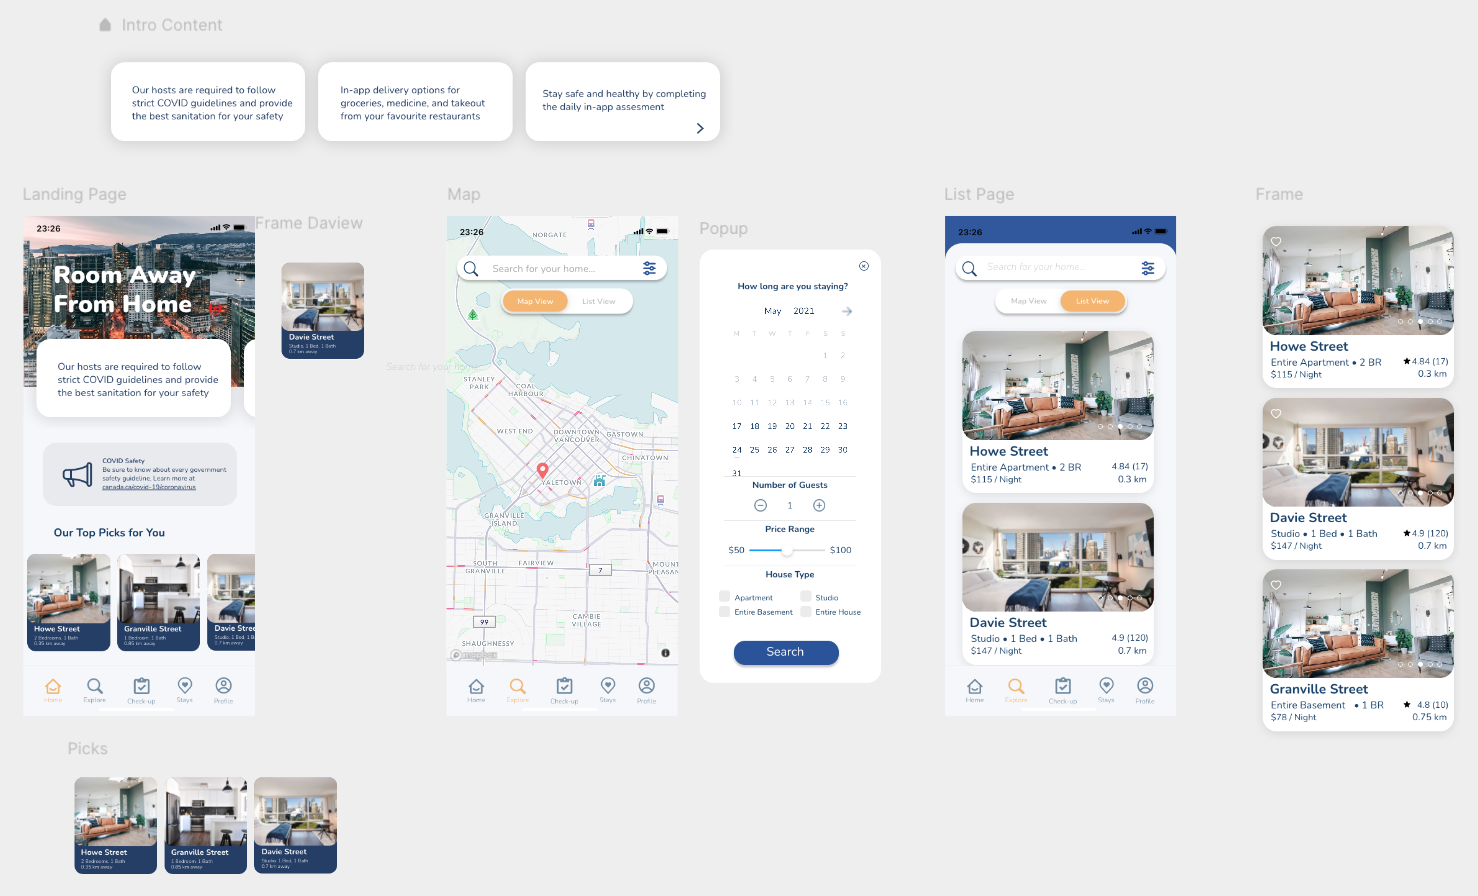 Intro Content
Our hosts are required to follow
strict COVID guidelines and provide
the best sanitation for your safety
In-app delivery options for
groceries, medicine, and takeout
from your favourite restaurants
Stay safe and healthy by completing
the daily in-app assesment
Landing Page
Frame Daview
23:26
Room Away
From Home
Our hosts are required to follow
strict COVID guidelines and provide
the best sanitation for your safety
COVID Safety
Be sure to know about every government
safety guideline. Learn more at
canada.ca/covid-19/coronavirus
Our Top Picks for You
Howe Street
2 Bedrooms, 1 Bath
0.35 km away
Granville Street
1 Bedroom, 1 Bath
0.85 km away
Davie Stre
Studio, 1 Bed, 1
0.7 km away
Home
Explore
Check-up
Stays
Profile
Davie Street
Studio, 1 Bed, 1 Bath
0.7 km away
Search for your home...
Map
23:26
NORGATE
Search for your home...
Map View
List View
STANLEY
PARK
COAL
HARBOUR
WEST END
DOWNTOWN
VANCOUVER
GASTOWN
CHINATOWN
YALETOWN
GRANVILLE
ISLAND
SOUTH
GRANVILLE
FAIRVIEW
7
MOUNT
PLEASAN
99
CAMBIE
VILLAGE
SHAUGHNESSY
mapbox
Home
Explore
Check-up
Stays
Profile
Popup
How long are you staying?
May 2021
M T W T F S S
1 2
3 4 5 6 7 8 9
10 11 12 13 14 15 16
17 18 19 20 21 22 23
24 25 26 27 28 29 30
31
Number of Guests
1
Price Range
$50
$100
House Type
Apartment
Studio
Entire Basement
Entire House
Search
List Page
23:26
Search for your home...
Map View
List View
Howe Street
Entire Apartment • 2 BR
4.84 (17)
$115 / Night
0.3 km
Davie Street
Studio • 1 Bed • 1 Bath
4.9 (120)
$147 / Night
0.7 km
Home
Explore
Check-up
Stays
Profile
Frame
Howe Street
Entire Apartment • 2 BR
★4.84 (17)
$115 / Night
0.3 km
Davie Street
Studio • 1 Bed • 1 Bath
★4.9 (120)
$147 / Night
0.7 km
Granville Street
Entire Basement • 1 BR
★ 4.8 (10)
$78 / Night
0.75 km
Picks
Howe Street
2 Bedrooms, 1 Bath
0.35 km away
Granville Street
1 Bedroom, 1 Bath
0.85 km away
Davie Street
Studio, 1 Bed, 1 Bath
0.7 km away